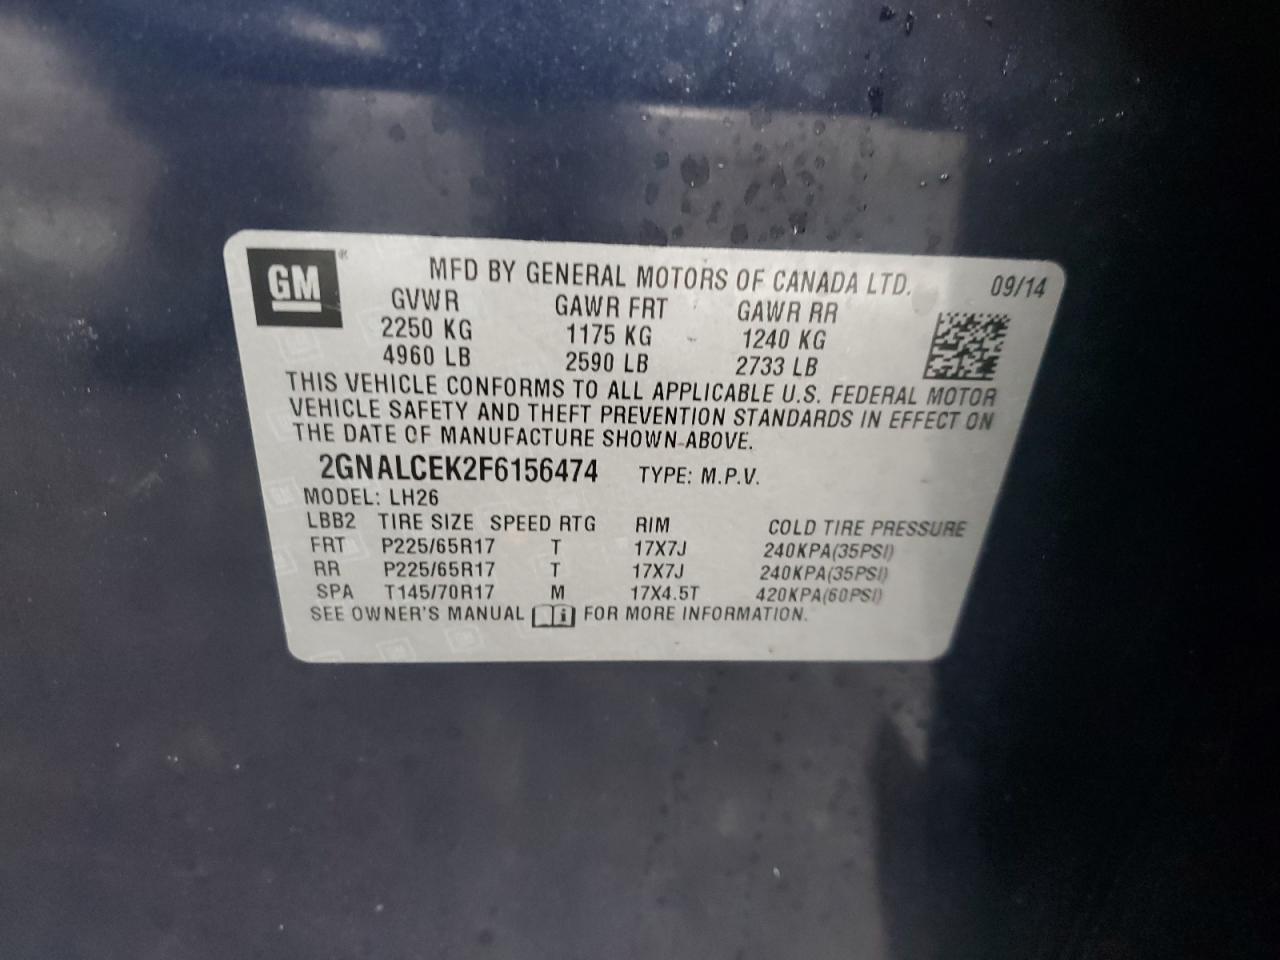 GM®
MFD BY GENERAL MOTORS OF CANADA LTD. 09/14
GVWR GAWR FRT GAWR RR
2250 KG 1175 KG 1240 KG
4960 LB 2590 LB 2733 LB
THIS VEHICLE CONFORMS TO ALL APPLICABLE U.S. FEDERAL MOTOR
VEHICLE SAFETY AND THEFT PREVENTION STANDARDS IN EFFECT ON
THE DATE OF MANUFACTURE SHOWN ABOVE.
2GNALCEK2F6156474 TYPE: M.P.V.
MODEL: LH26
LBB2 TIRE SIZE SPEED RTG RIM COLD TIRE PRESSURE
FRT P225/65R17 T 17X7J 240KPA(35PSI)
RR P225/65R17 T 17X7J 240KPA(35PSI)
SPA T145/70R17 M 17X4.5T 420KPA(60PSI)
SEE OWNER'S MANUAL i FOR MORE INFORMATION.